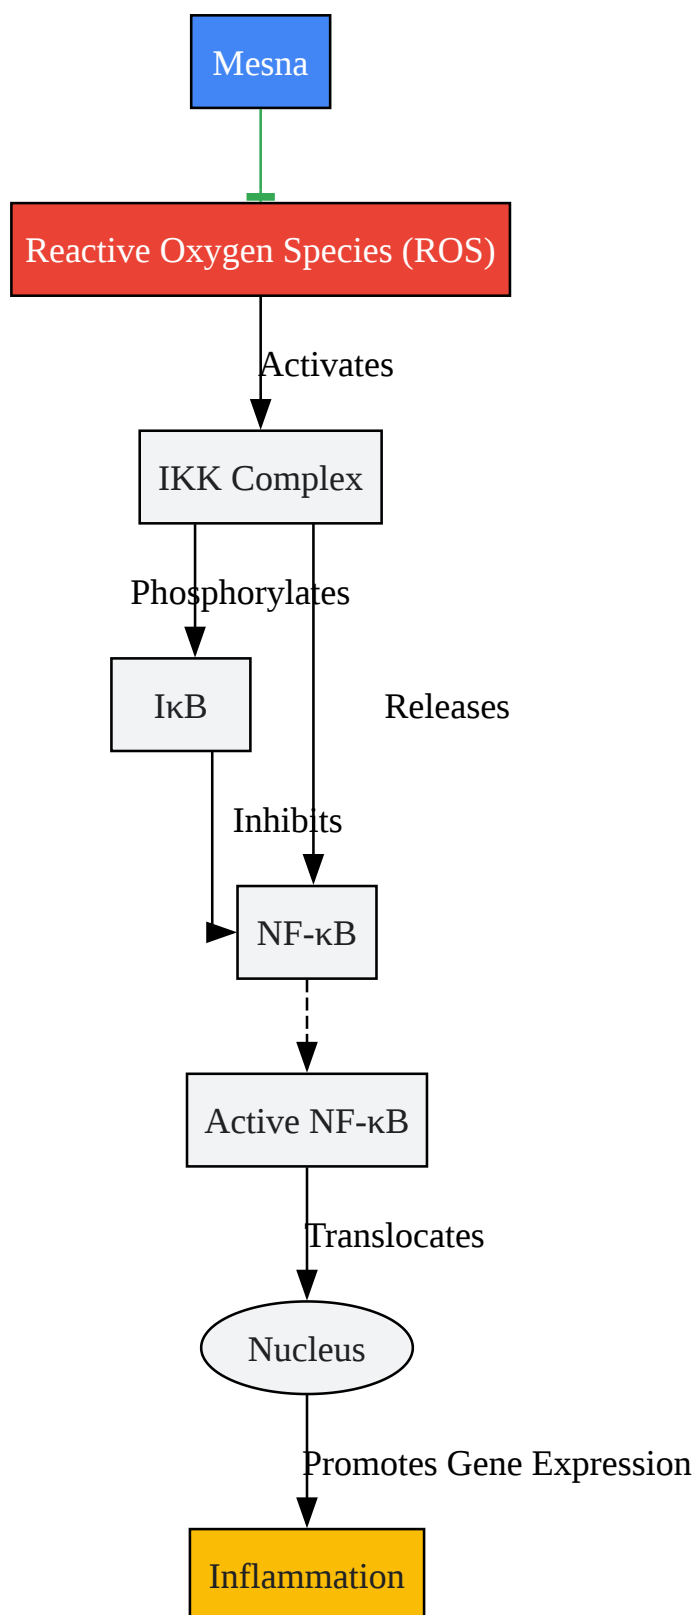 Mesna
Reactive Oxygen Species (ROS)
Activates
IKK Complex
Phosphorylates
IκB
Releases
Inhibits
NF-κB
Active NF-κB
Translocates
Nucleus
Promotes Gene Expression
Inflammation